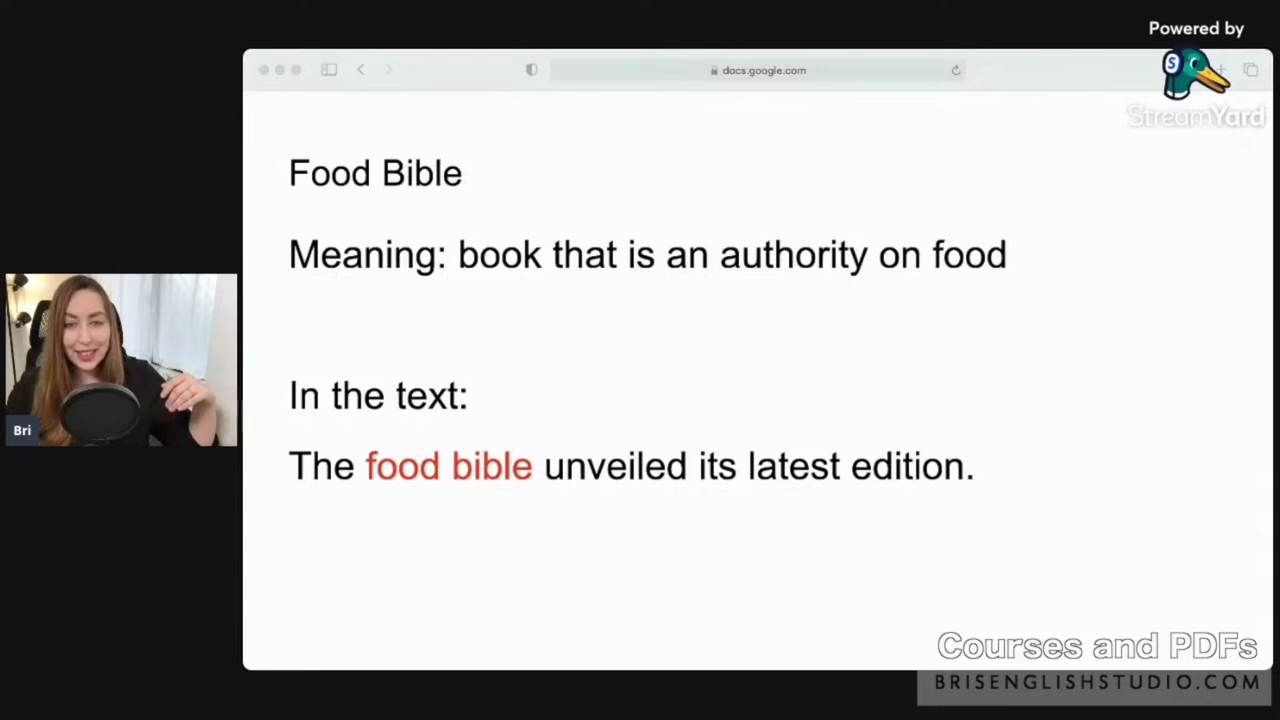 Powered by
StreamYard
docs.google.com
Food Bible
Meaning: book that is an authority on food
In the text:
The food bible unveiled its latest edition.
Bri
Courses and PDFs
BRISENGLISHSTUDIO.COM